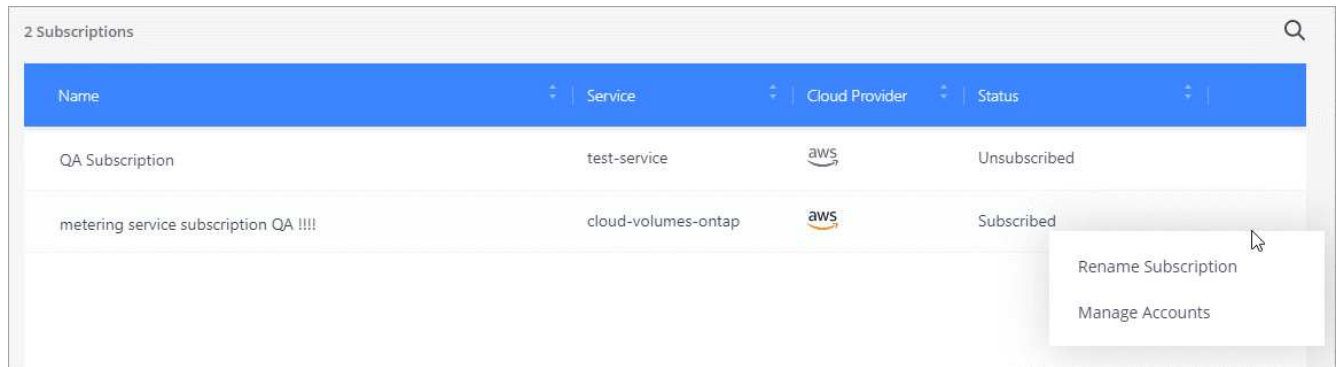 2 Subscriptions
Name Service Cloud Provider Status
QA Subscription test-service aws Unsubscribed
metering service subscription QA !!!! cloud-volumes-ontap aws Subscribed
Rename Subscription
Manage Accounts